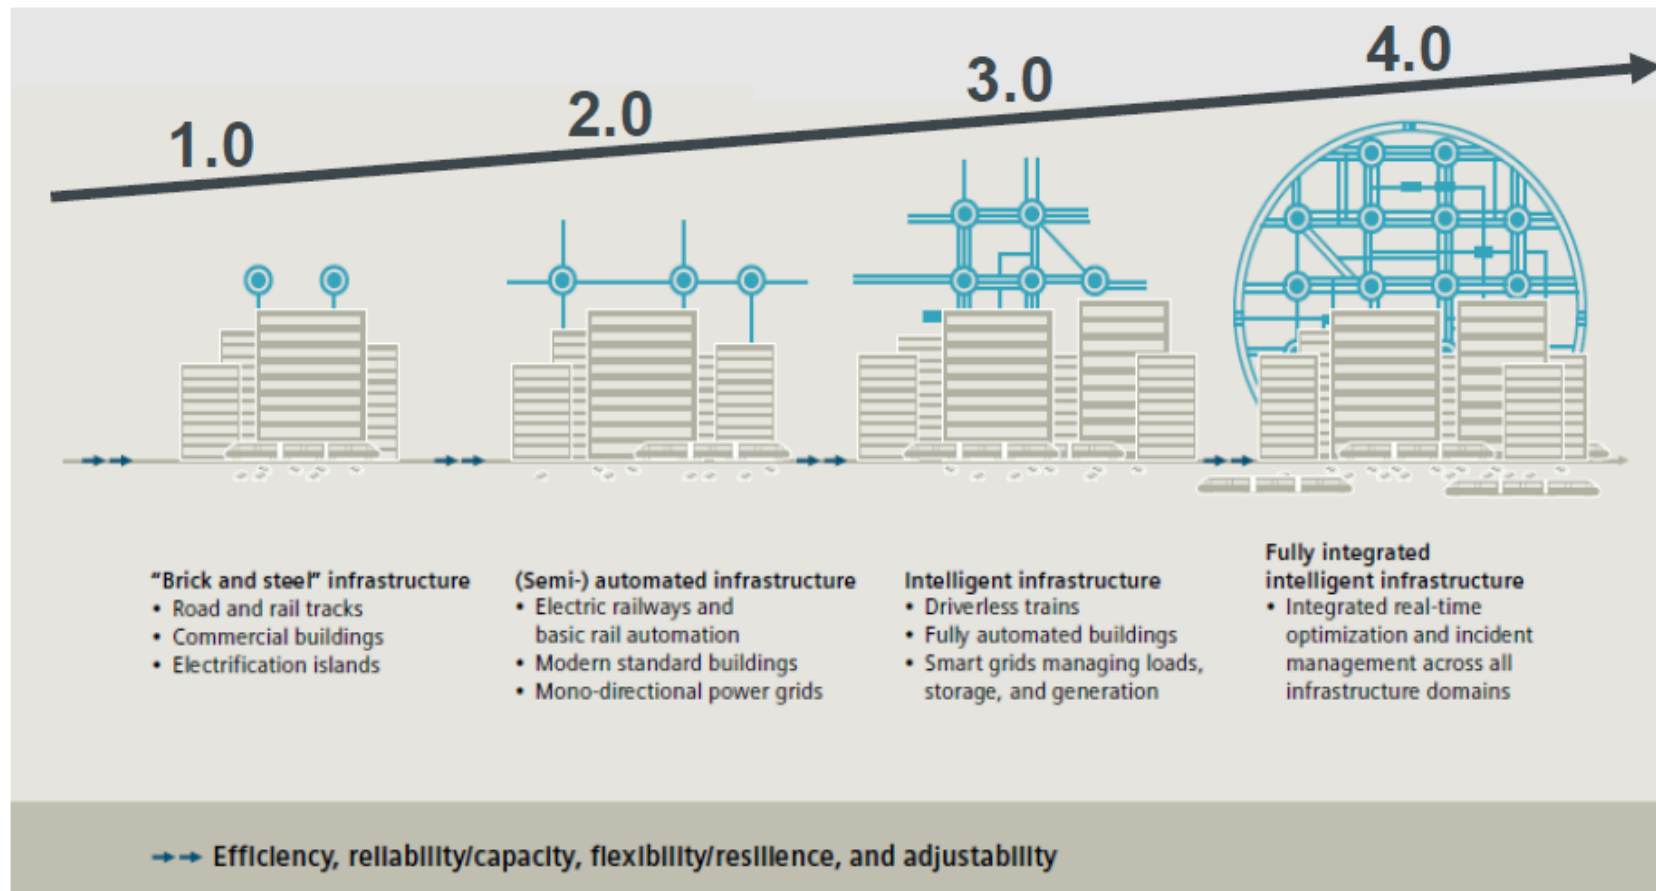 1.0
2.0
3.0
4.0
“Brick and steel” infrastructure
• Road and rail tracks
• Commercial buildings
• Electrification islands
(Semi-) automated infrastructure
• Electric railways and
basic rail automation
• Modern standard buildings
• Mono-directional power grids
Intelligent infrastructure
• Driverless trains
• Fully automated buildings
• Smart grids managing loads,
storage, and generation
Fully integrated
intelligent infrastructure
• Integrated real-time
optimization and incident
management across all
infrastructure domains
Efficiency, reliability/capacity, flexibility/resilience, and adjustability